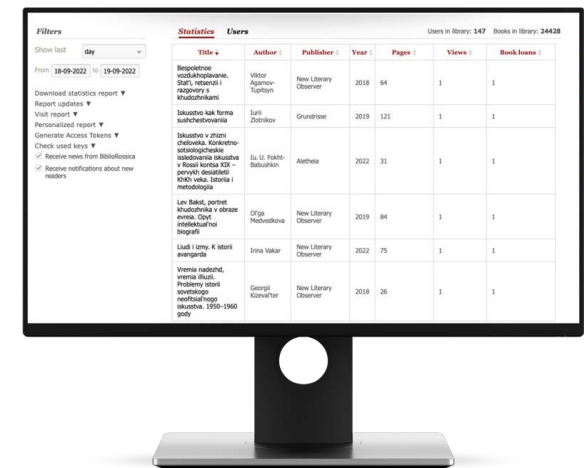 Filters
Statistics Users
Users in library: 147 Books in library: 24428
Show last day
From 18-09-2022 to 19-09-2022
Download statistics report ▼
Report updates ▼
Visit report ▼
Personalized report ▼
Generate Access Tokens ▼
Check used keys ▼
Receive news from BiblioRossica
Receive notifications about new
readers
Title Author Publisher Year Pages Views Book loans
Bespoletnoe
vozdukhoplavanie.
Stat'i, retsenzii i
razgovory s
khudozhnikami
Viktor
Agamov-
Tupitsyn
New Literary
Observer
2018 64 1 1
Iskusstvo kak forma
sushchestvovaniia
Iurii
Zlotnikov
Grundrisse
2019 121 1 1
Iskusstvo v zhizni
cheloveka. Konkretno-
sotsiologicheskie
issledovaniia iskusstva
v Rossii kontsa XIX –
pervykh desiatiletii
KhKh veka. Istoriia i
metodologiia
Iu. U. Fokht-
Babushkin
Aletheia
2022 31 1 1
Lev Bakst, portret
khudozhnika v obraze
evreia. Opyt
intellektual'noi
biografii
Ol'ga
Medvedkova
New Literary
Observer
2019 84 1 1
Liudi i izmy. K istorii
avangarda
Irina Vakar
New Literary
Observer
2022 75 1 1
Vremia nadezhd,
vremia illiuzii.
Problemy istorii
sovetskogo
neofitsial'nogo
iskusstva. 1950–1960
gody
Georgii
Kizeval'ter
New Literary
Observer
2018 26 1 1